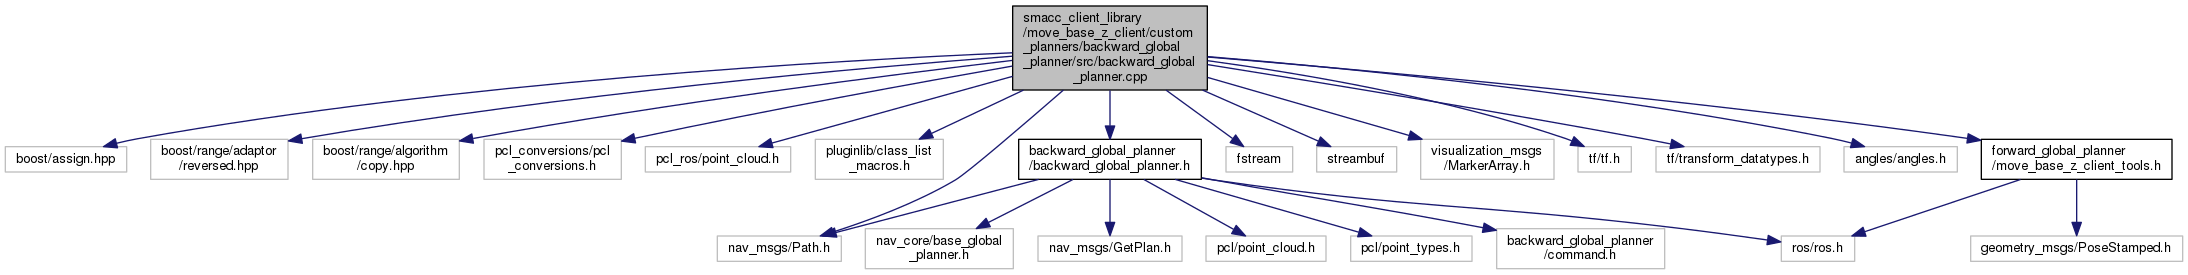 smacc_client_library
/move_base_z_client/custom
_planners/backward_global
_planner/src/backward_global
_planner.cpp
boost/assign.hpp
boost/range/adaptor
/reversed.hpp
boost/range/algorithm
/copy.hpp
pcl_conversions/pcl
_conversions.h
pcl_ros/point_cloud.h
pluginlib/class_list
_macros.h
backward_global_planner
/backward_global_planner.h
fstream
streambuf
visualization_msgs
/MarkerArray.h
tf/tf.h
tf/transform_datatypes.h
angles/angles.h
forward_global_planner
/move_base_z_client_tools.h
nav_msgs/Path.h
nav_core/base_global
_planner.h
nav_msgs/GetPlan.h
pcl/point_cloud.h
pcl/point_types.h
backward_global_planner
/command.h
ros/ros.h
geometry_msgs/PoseStamped.h